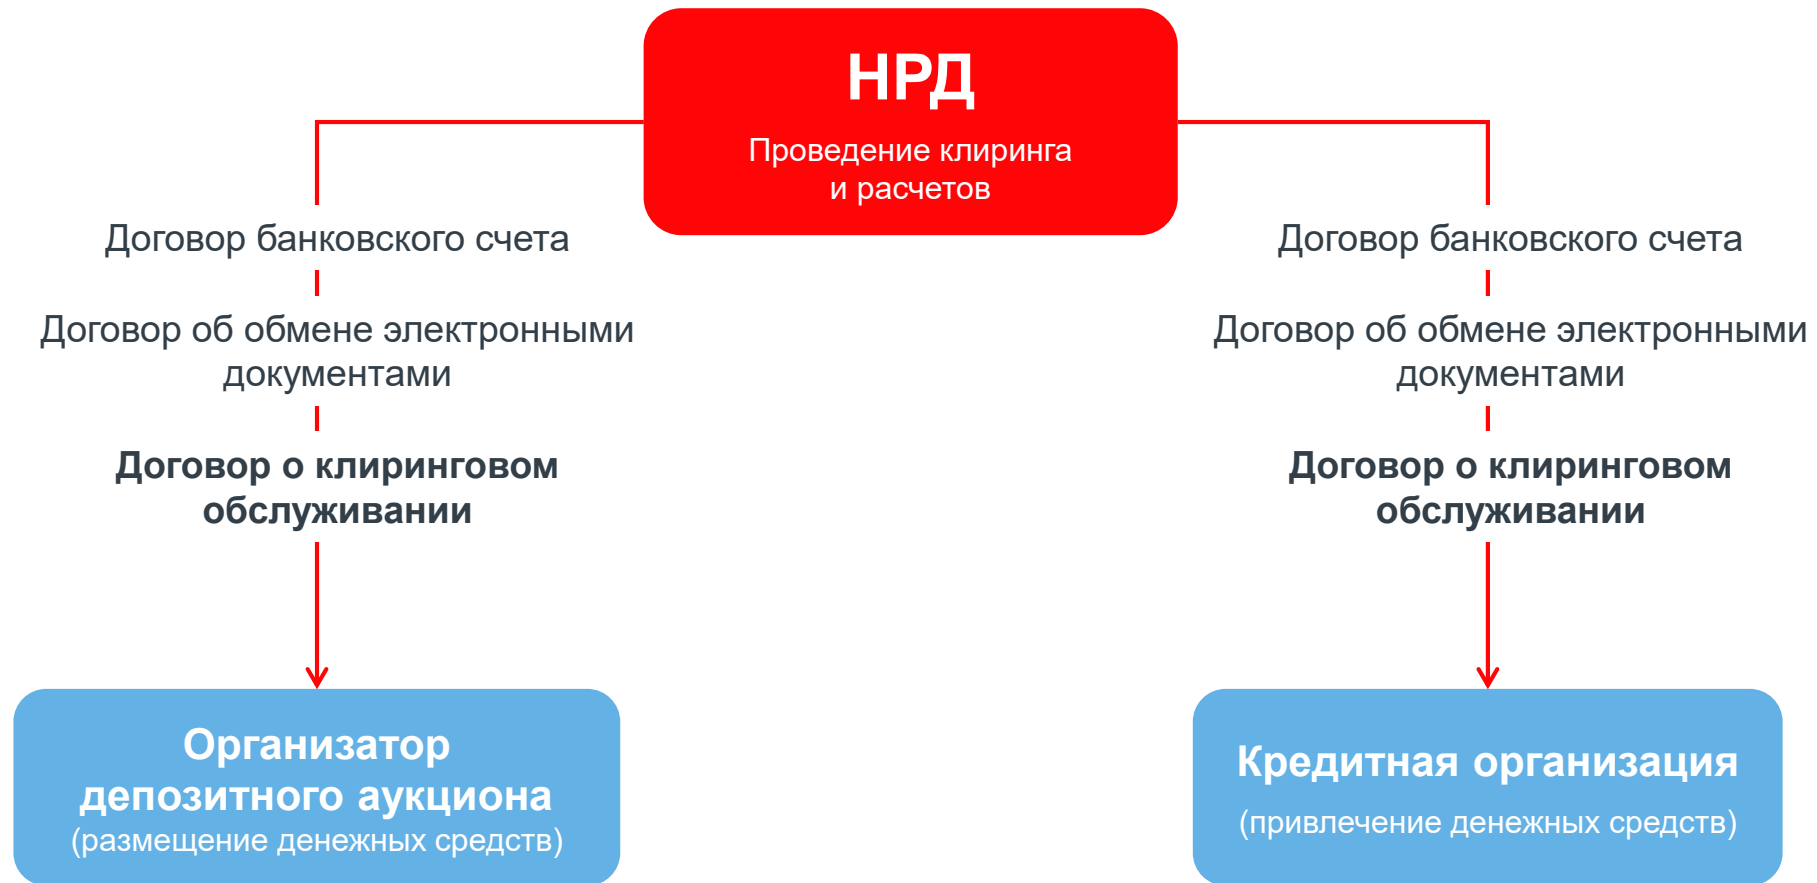 НРД
Проведение клиринга
и расчетов
Договор банковского счета
Договор об обмене электронными
документами
Договор о клиринговом
обслуживании
Организатор
депозитного аукциона
(размещение денежных средств)
Договор банковского счета
Договор об обмене электронными
документами
Договор о клиринговом
обслуживании
Кредитная организация
(привлечение денежных средств)